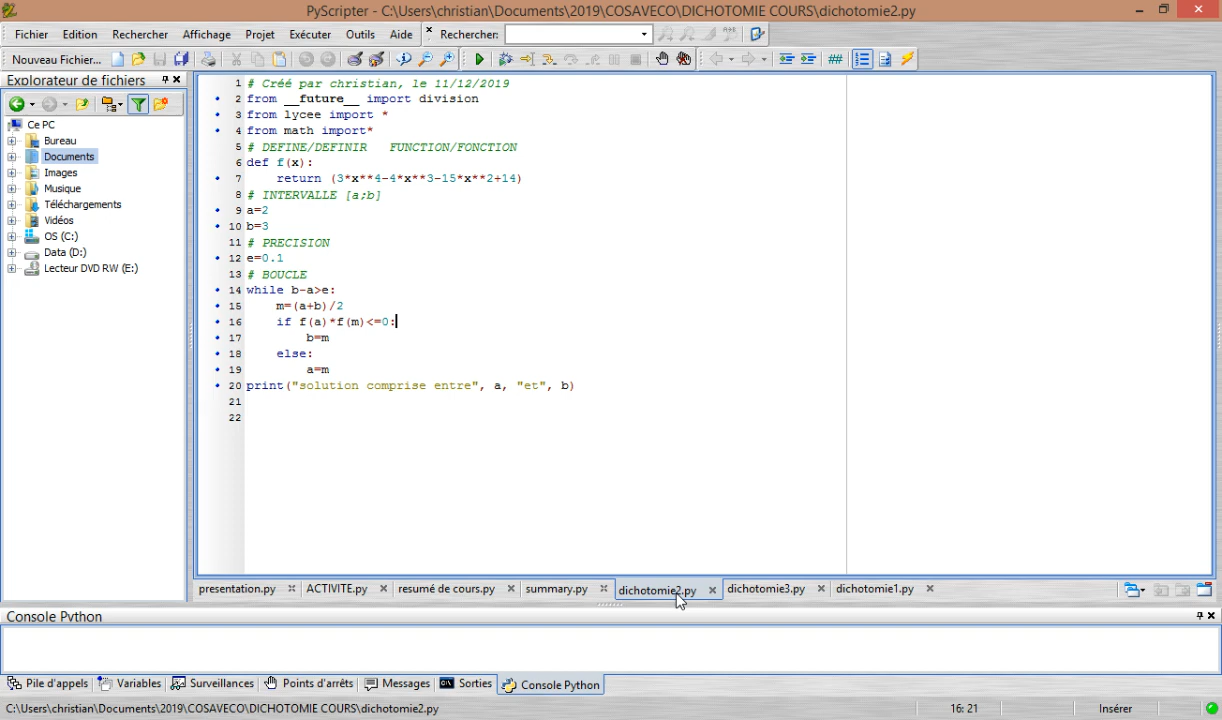 PyScripter - C:\Users\christian\Documents\2019\COSAVECO\DICHOTOMIE COURS\dichotomie2.py
Fichier Edition Rechercher Affichage Projet Exécuter Outils Aide Rechercher:
Nouveau Fichier...
Explorateur de fichiers
Ce PC
Bureau
Documents
Images
Musique
Téléchargements
Vidéos
OS (C:)
Data (D:)
Lecteur DVD RW (E:)
1 # Créé par christian, le 11/12/2019
2 from __future__ import division
3 from lycee import *
4 from math import*
5 # DEFINE/DEFINIR   FUNCTION/FONCTION
6 def f(x):
7     return (3*x**4-4*x**3-15*x**2+14)
8 # INTERVALLE [a;b]
9 a=2
10 b=3
11 # PRECISION
12 e=0.1
13 # BOUCLE
14 while b-a>e:
15     m=(a+b)/2
16     if f(a)*f(m)<=0:
17         b=m
18     else:
19         a=m
20 print("solution comprise entre", a, "et", b)
21
22
presentation.py ACTIVITE.py resumé de cours.py summary.py dichotomie2.py dichotomie3.py dichotomie1.py
Console Python
Pile d'appels Variables Surveillances Points d'arrêts Messages Sorties Console Python
C:\Users\christian\Documents\2019\COSAVECO\DICHOTOMIE COURS\dichotomie2.py 16: 21 Insérer